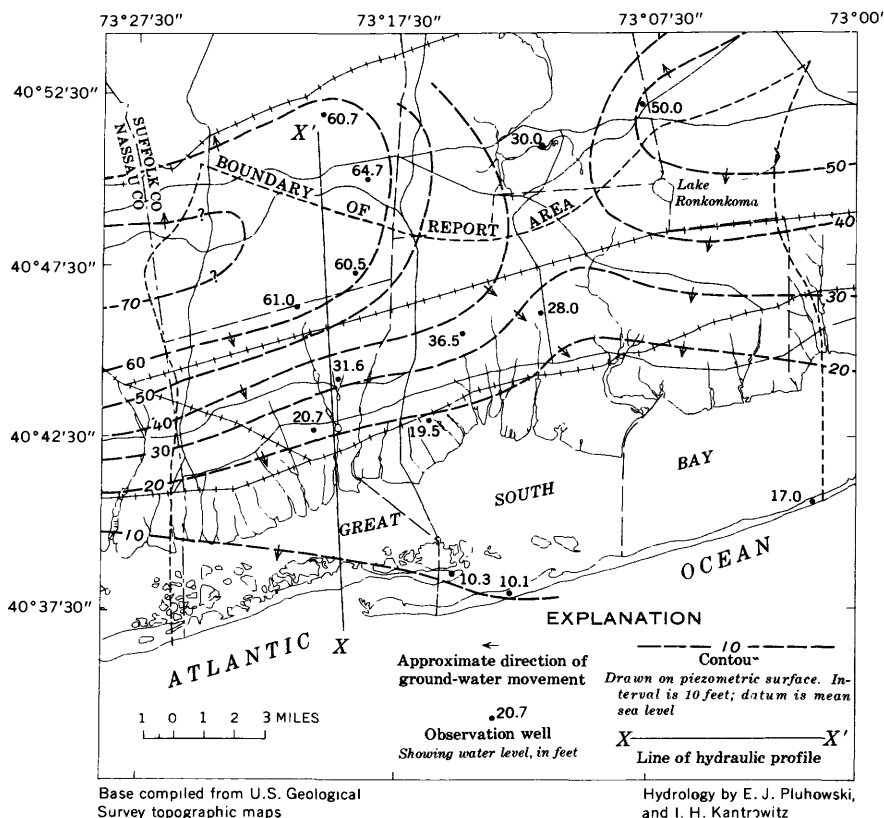 73°27'30" 73°17'30" 73°07'30" 73°00'
40°52'30"
SUFFOLK CO
NASSAU CO
X'
60.7
30.0
50.0
64.7
50
BOUNDARY OF REPORT AREA
Lake
Ronkonkoma
?
40
40°47'30"
?
60.5
70
61.0
28.0
30
36.5
60
31.6
20
50
40
20.7
19.5
40°42'30"
30
BAY
20
SOUTH
17.0
GREAT
10
OCEAN
10.3 10.1
40°37'30"
ATLANTIC
X
EXPLANATION
Approximate direction of
ground-water movement
20.7
Observation well
Showing water level, in feet
10
Contou
Drawn on piezometric surface. In-
terval is 10 feet; datum is mean
sea level
X X'
Line of hydraulic profile
1 0 1 2 3 MILES
Base compiled from U.S. Geological
Survey topographic maps
Hydrology by E. J. Pluhowski,
and I. H. Kantrowitz